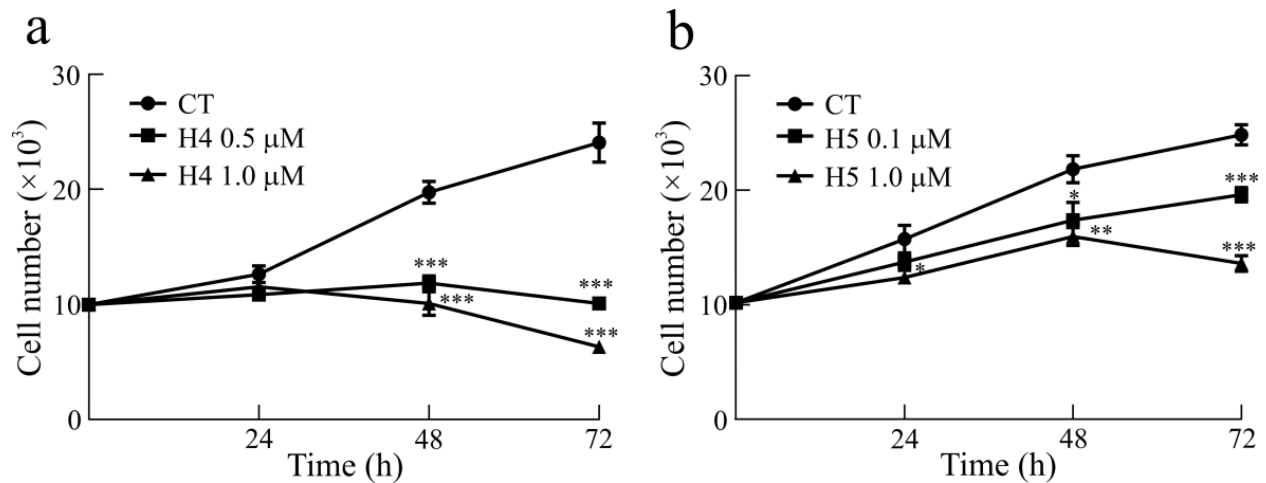 a
30
20
10
0
Cell number (×10³)
CT
H4 0.5 μM
H4 1.0 μM
***
***
***
***
24
48
72
Time (h)
b
30
20
10
0
Cell number (×10³)
CT
H5 0.1 μM
H5 1.0 μM
*
***
*
**
***
24
48
72
Time (h)